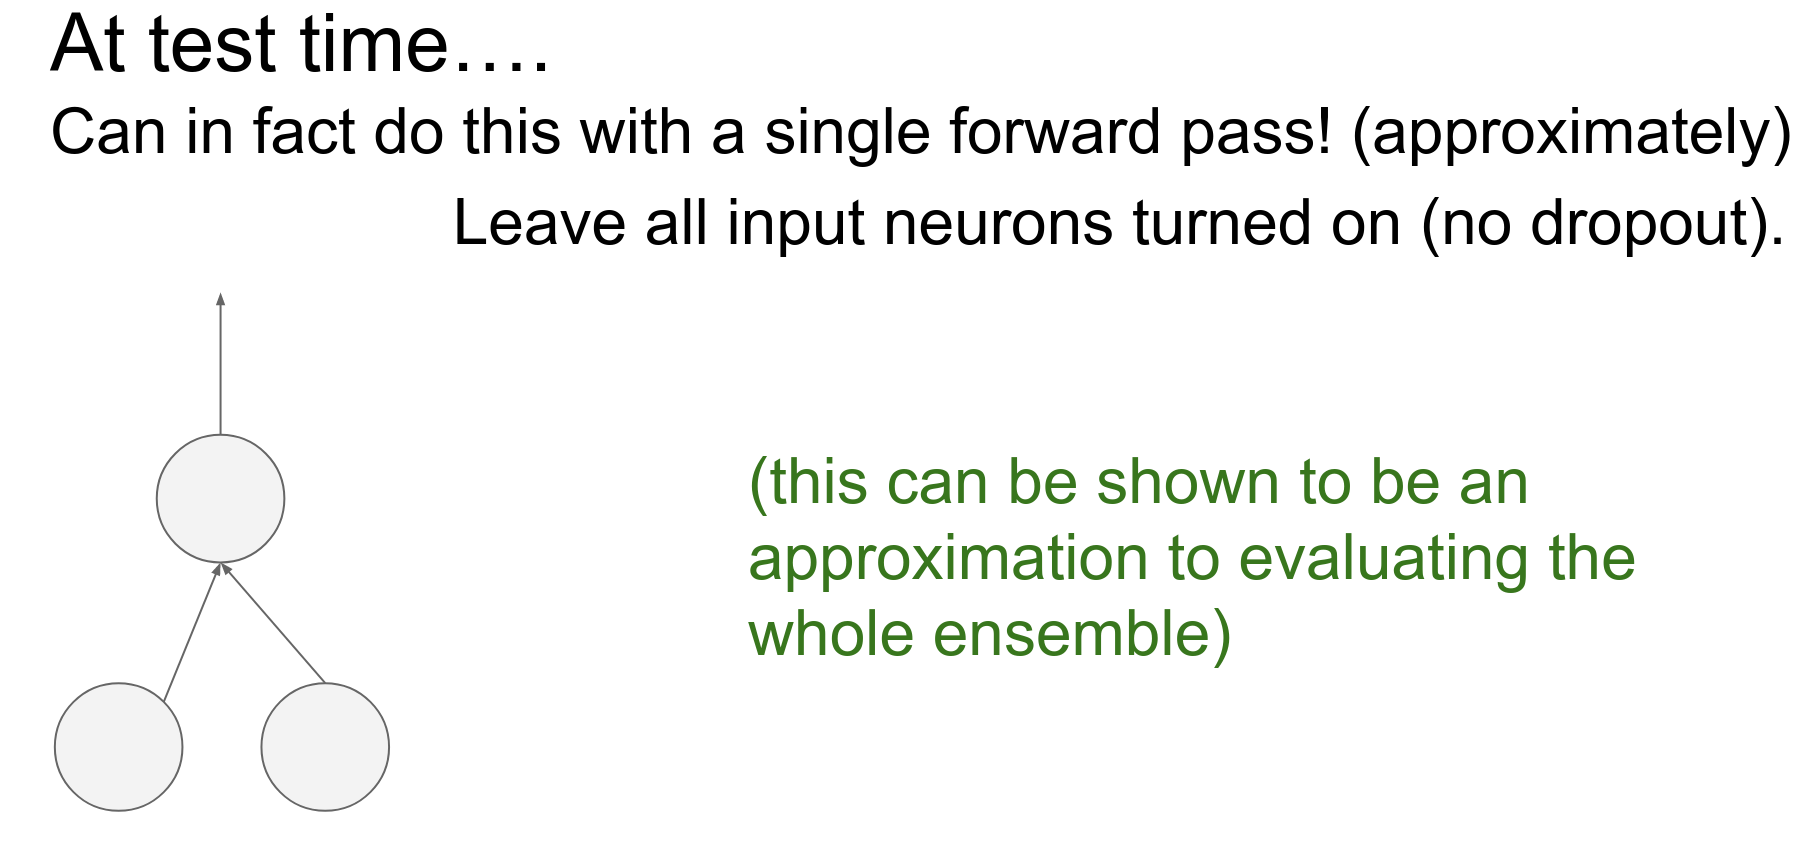 At test time….
Can in fact do this with a single forward pass! (approximately)
Leave all input neurons turned on (no dropout).
(this can be shown to be an
approximation to evaluating the
whole ensemble)